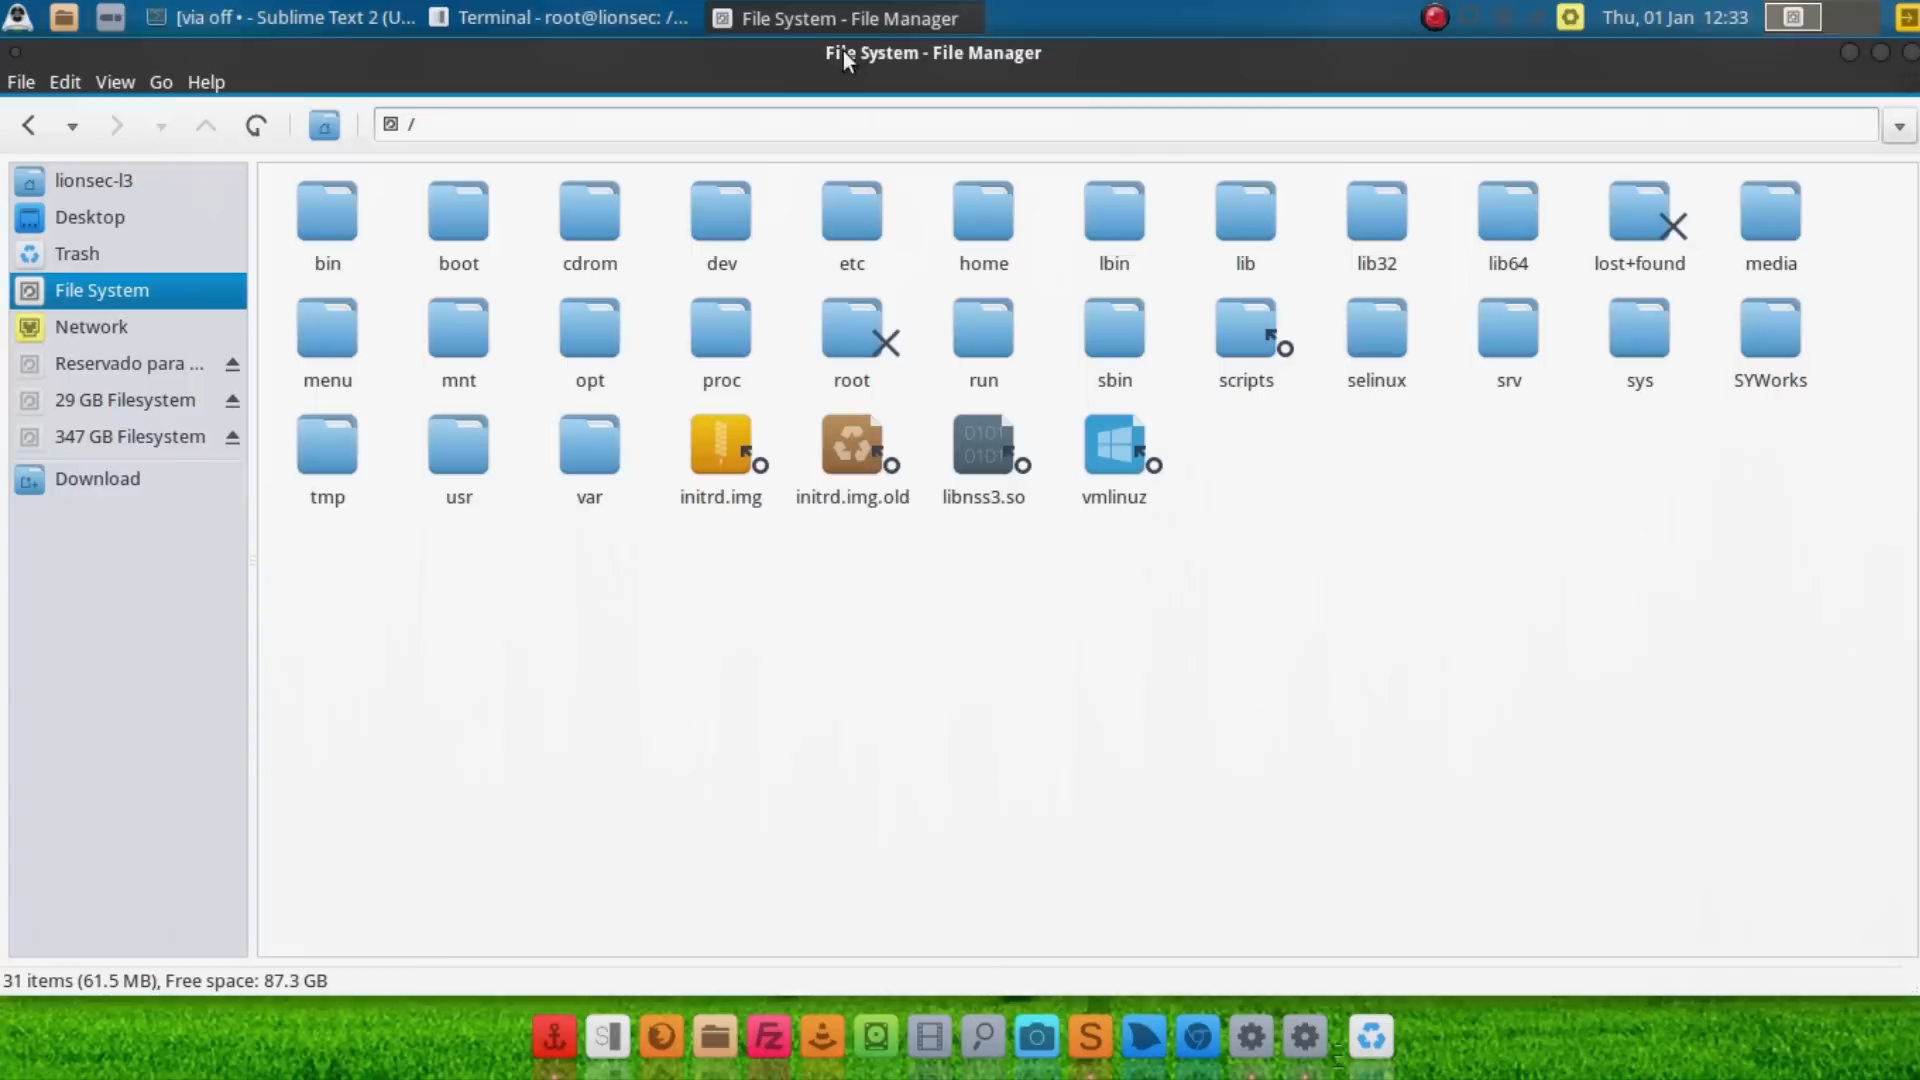 [via off • - Sublime Text 2 (U... Terminal - root@lionsec: /... File System - File Manager Thu, 01 Jan 12:33
File System - File Manager
File Edit View Go Help
/
lionsec-l3
Desktop
Trash
File System
Network
Reservado para ...
29 GB Filesystem
347 GB Filesystem
Download
bin boot cdrom dev etc home lbin lib lib32 lib64 lost+found media
menu mnt opt proc root run sbin scripts selinux srv sys SYWorks
0101
0101
tmp usr var initrd.img initrd.img.old libnss3.so vmlinuz
31 items (61.5 MB), Free space: 87.3 GB
S Fz S